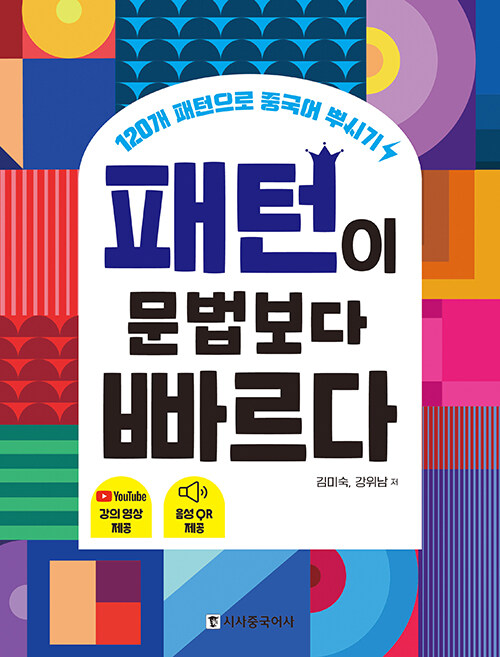 120개 패턴으로 중국어 뿌시기
패턴이
문법보다
빠르다
김미숙, 강위남 저
YouTube
강의 영상
제공
음성 QR
제공
시사중국어사